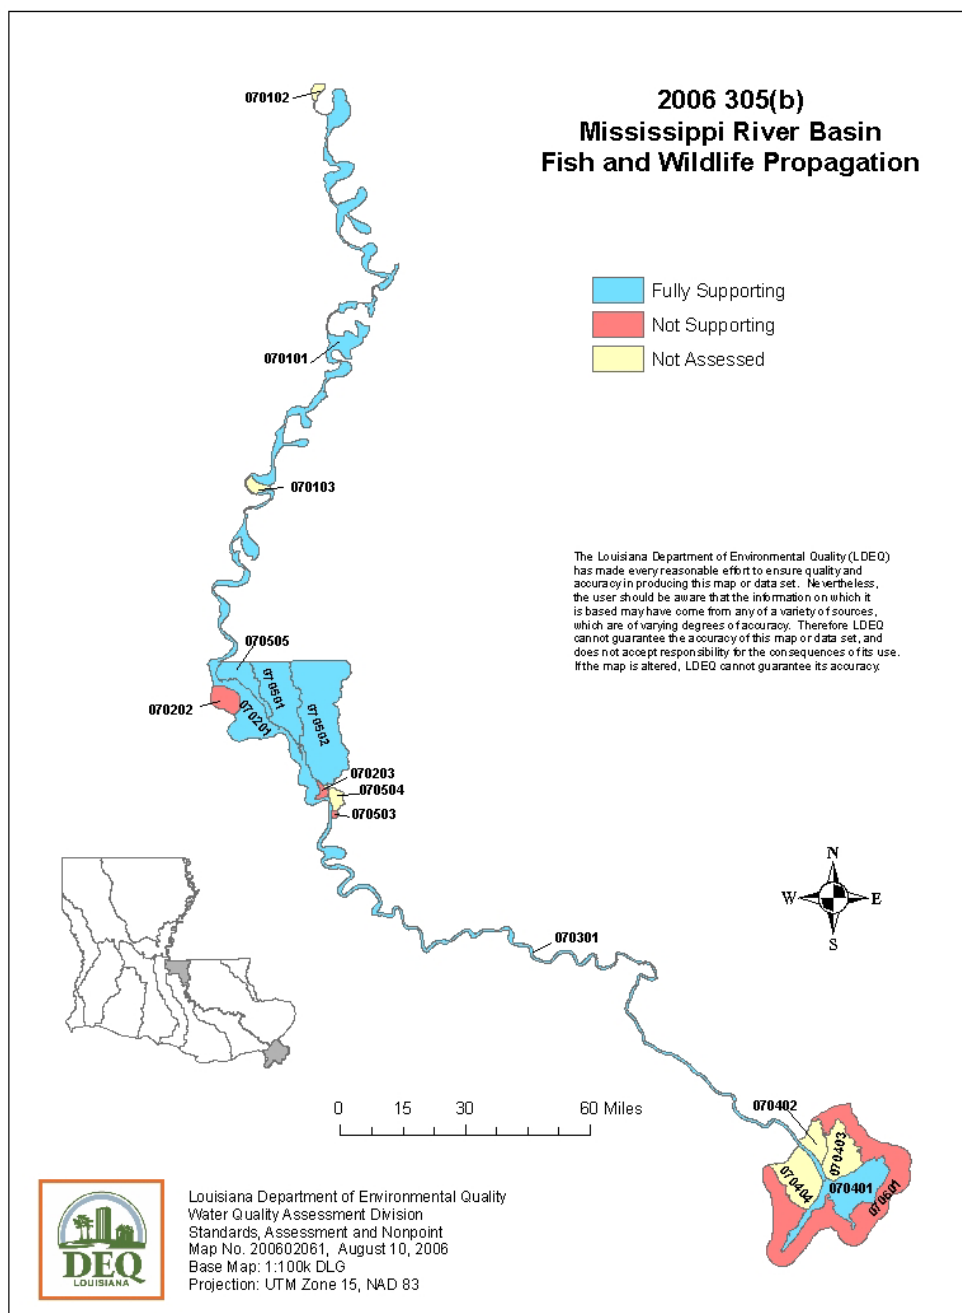 2006 305(b)
Mississippi River Basin
Fish and Wildlife Propagation
070102
Fully Supporting
Not Supporting
Not Assessed
070101
070103
The Louisiana Department of Environmental Quality (LDEQ)
has made every reasonable effort to ensure quality and
accuracy in producing this map or data set. Nevertheless,
the user should be aware that the information on which it
is based may have come from any of a variety of sources,
which are of varying degrees of accuracy. Therefore LDEQ
cannot guarantee the accuracy of this map or data set, and
does not accept responsibility for the consequences of its use.
If the map is altered, LDEQ cannot guarantee its accuracy.
070505
070501
070202
070201
070502
070203
070504
070503
N
W E
S
070301
0 15 30 60 Miles
070402
070403
070404
070401
070601
DEQ
LOUISIANA
Louisiana Department of Environmental Quality
Water Quality Assessment Division
Standards, Assessment and Nonpoint
Map No. 200602061, August 10, 2006
Base Map: 1:100k DLG
Projection: UTM Zone 15, NAD 83